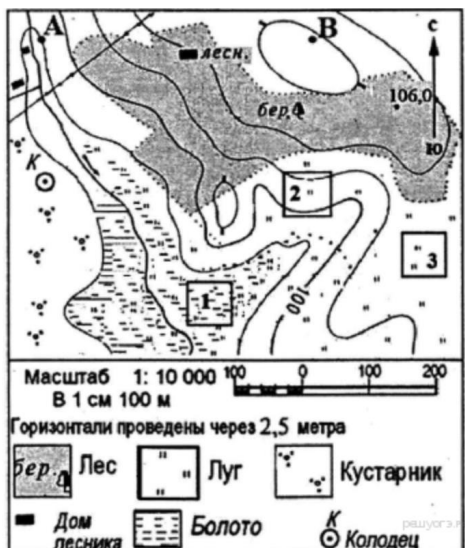 А
В
с
лесн.
бер.
106,0
ю
К
2
3
1
100
Масштаб 1: 10 000
100 0 100 200
В 1 см 100 м
Горизонтали проведены через 2,5 метра
бер. Лес
Луг
Кустарник
Дом лесника
Болото
К
Колодец